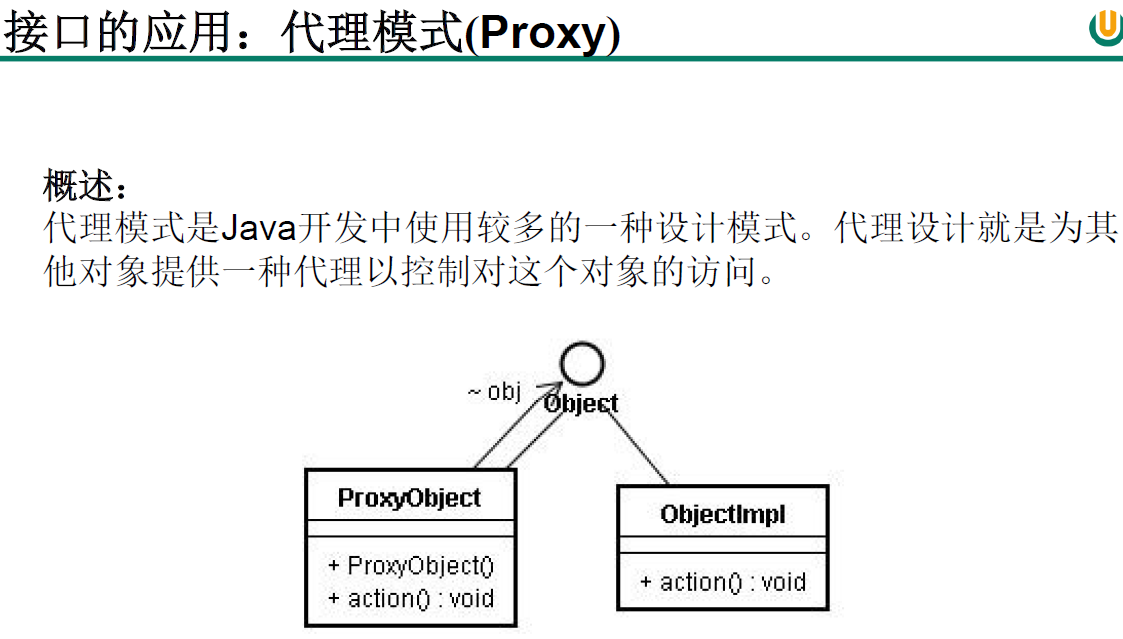 接口的应用：代理模式(Proxy)
U
概述：
代理模式是Java开发中使用较多的一种设计模式。代理设计就是为其
他对象提供一种代理以控制对这个对象的访问。
~ obj
Object
ProxyObject
+ ProxyObject()
+ action() : void
ObjectImpl
+ action() : void